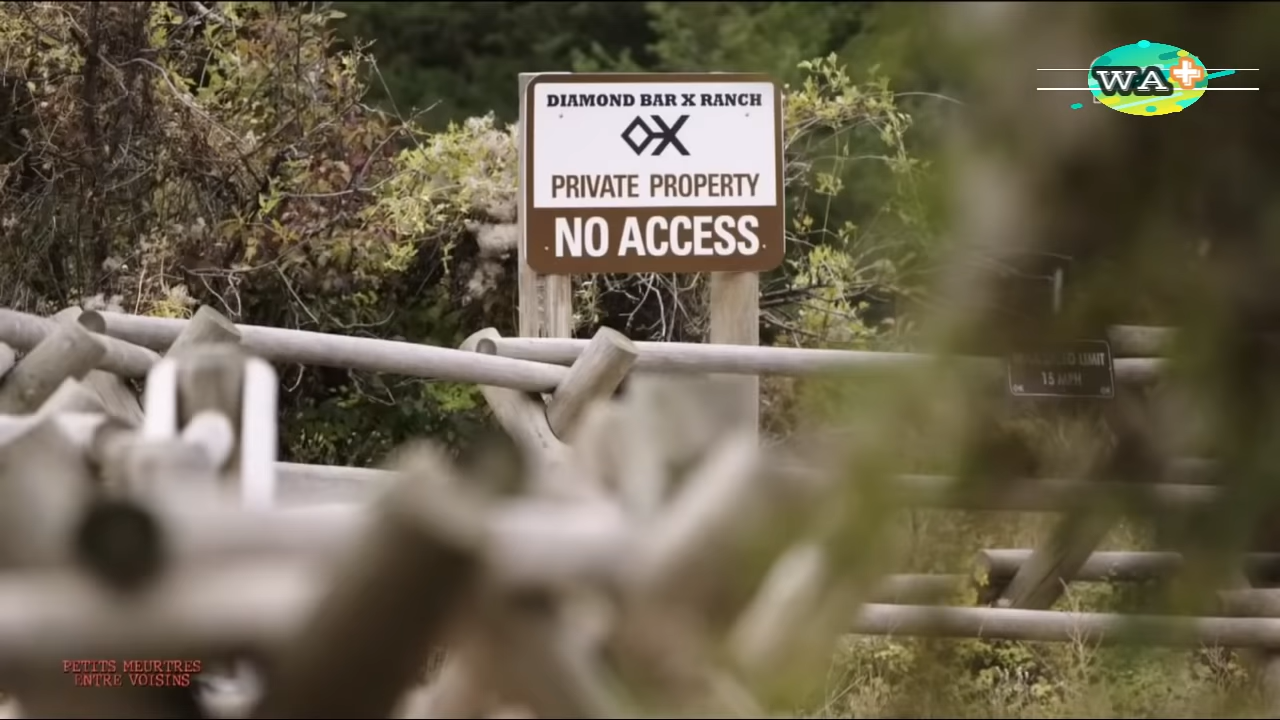 DIAMOND BAR X RANCH
PRIVATE PROPERTY
NO ACCESS
WA+
LIMIT
15 MPH
PETITS MEURTRES
ENTRE VOISINS